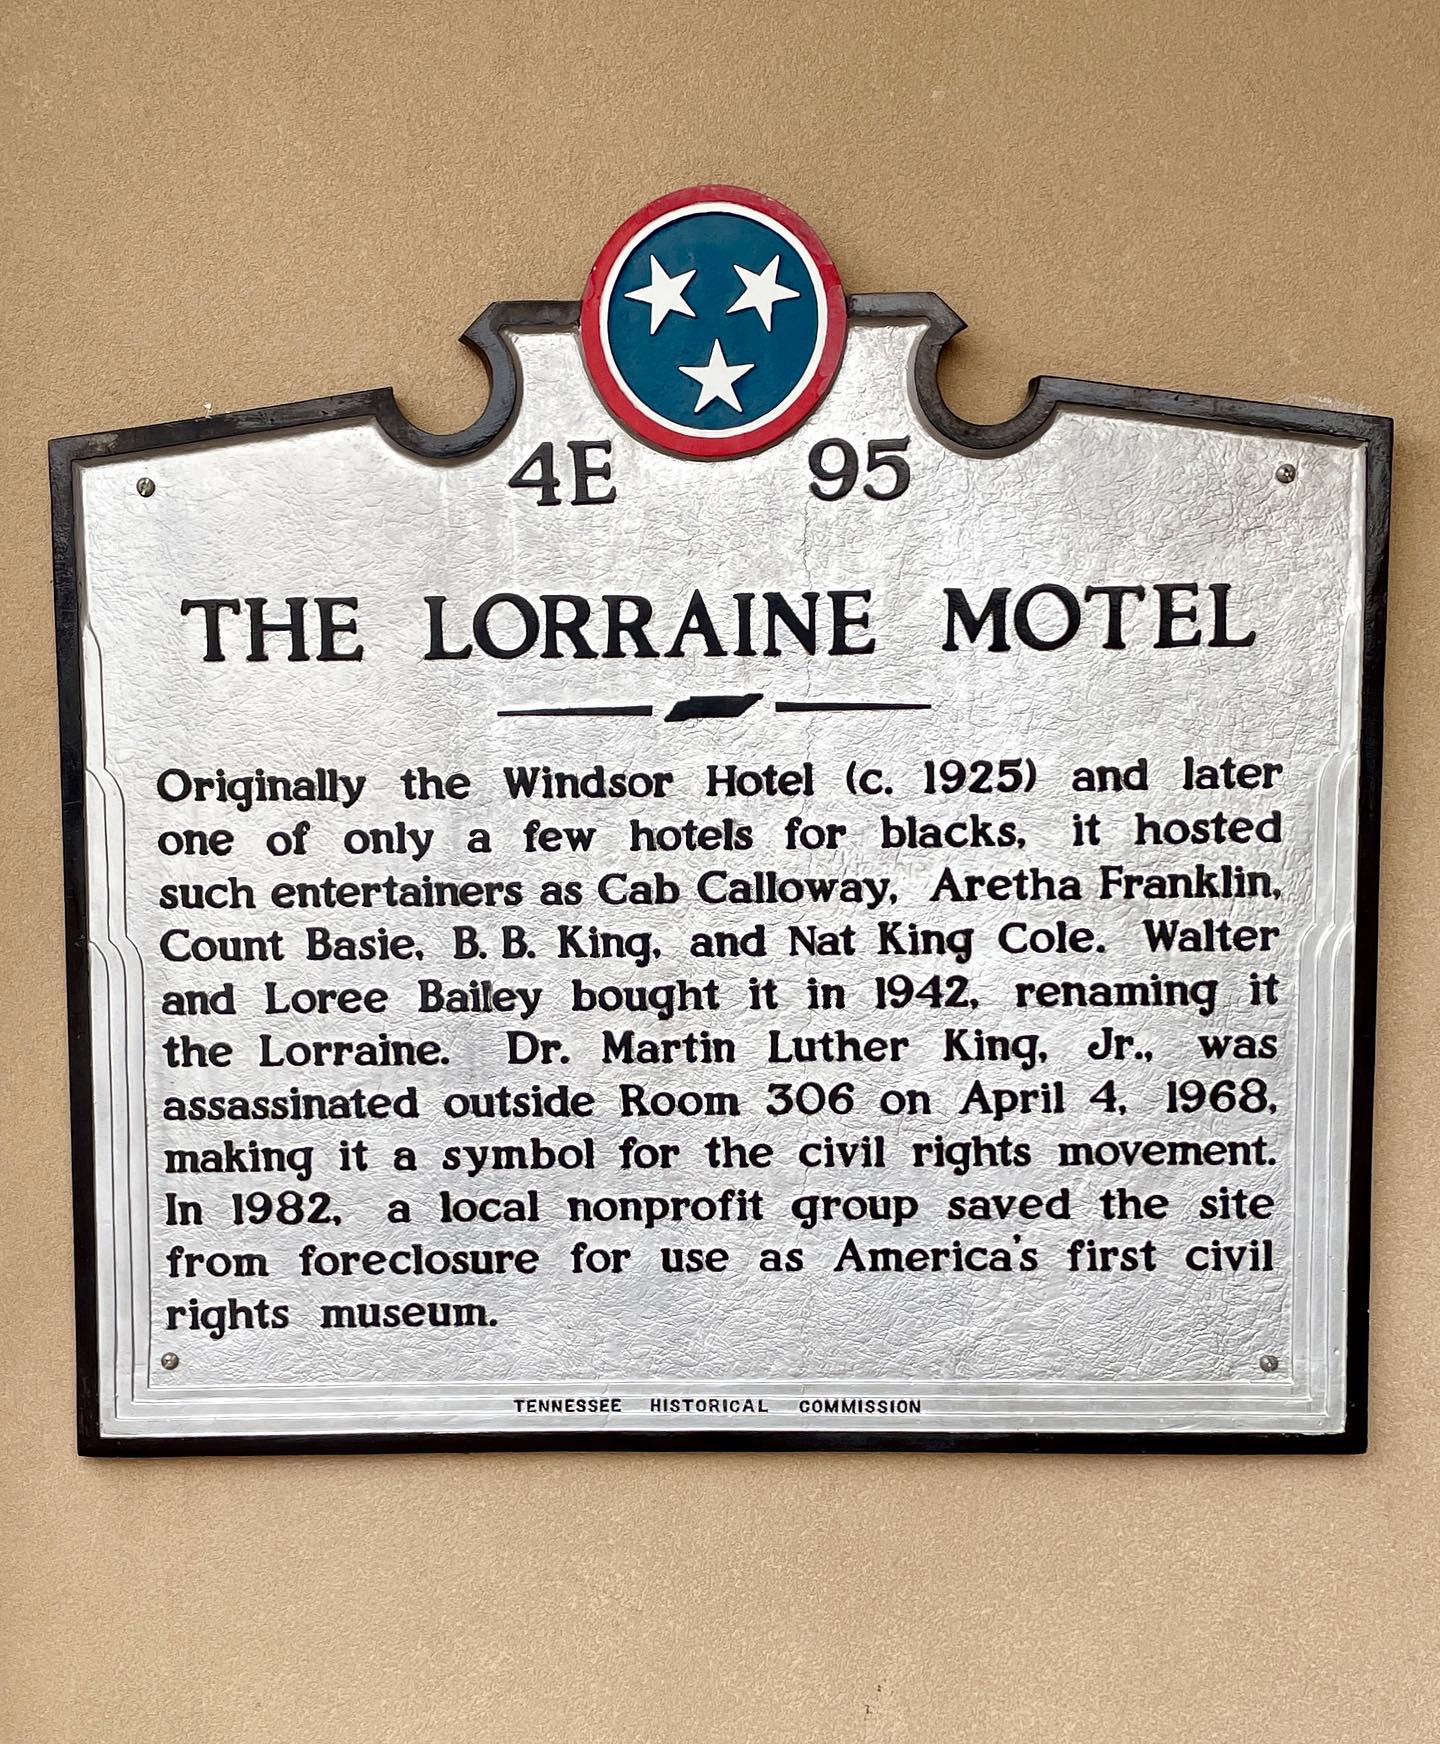 4E 95
THE LORRAINE MOTEL
Originally the Windsor Hotel (c. 1925) and later
one of only a few hotels for blacks, it hosted
such entertainers as Cab Calloway, Aretha Franklin,
Count Basie, B. B. King, and Nat King Cole. Walter
and Loree Bailey bought it in 1942, renaming it
the Lorraine. Dr. Martin Luther King, Jr., was
assassinated outside Room 306 on April 4, 1968,
making it a symbol for the civil rights movement.
In 1982, a local nonprofit group saved the site
from foreclosure for use as America's first civil
rights museum.
TENNESSEE HISTORICAL COMMISSION